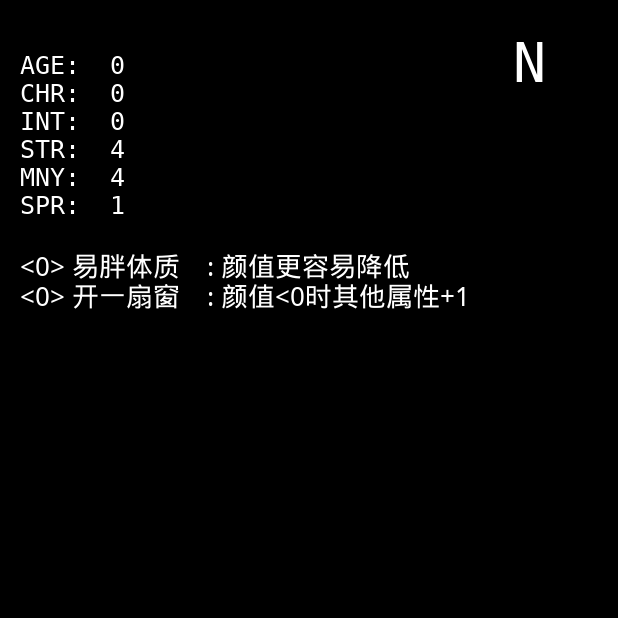 N
AGE: 0
CHR: 0
INT: 0
STR: 4
MNY: 4
SPR: 1
<0> 易胖体质 : 颜值更容易降低
<0> 开一扇窗 : 颜值<0时其他属性+1